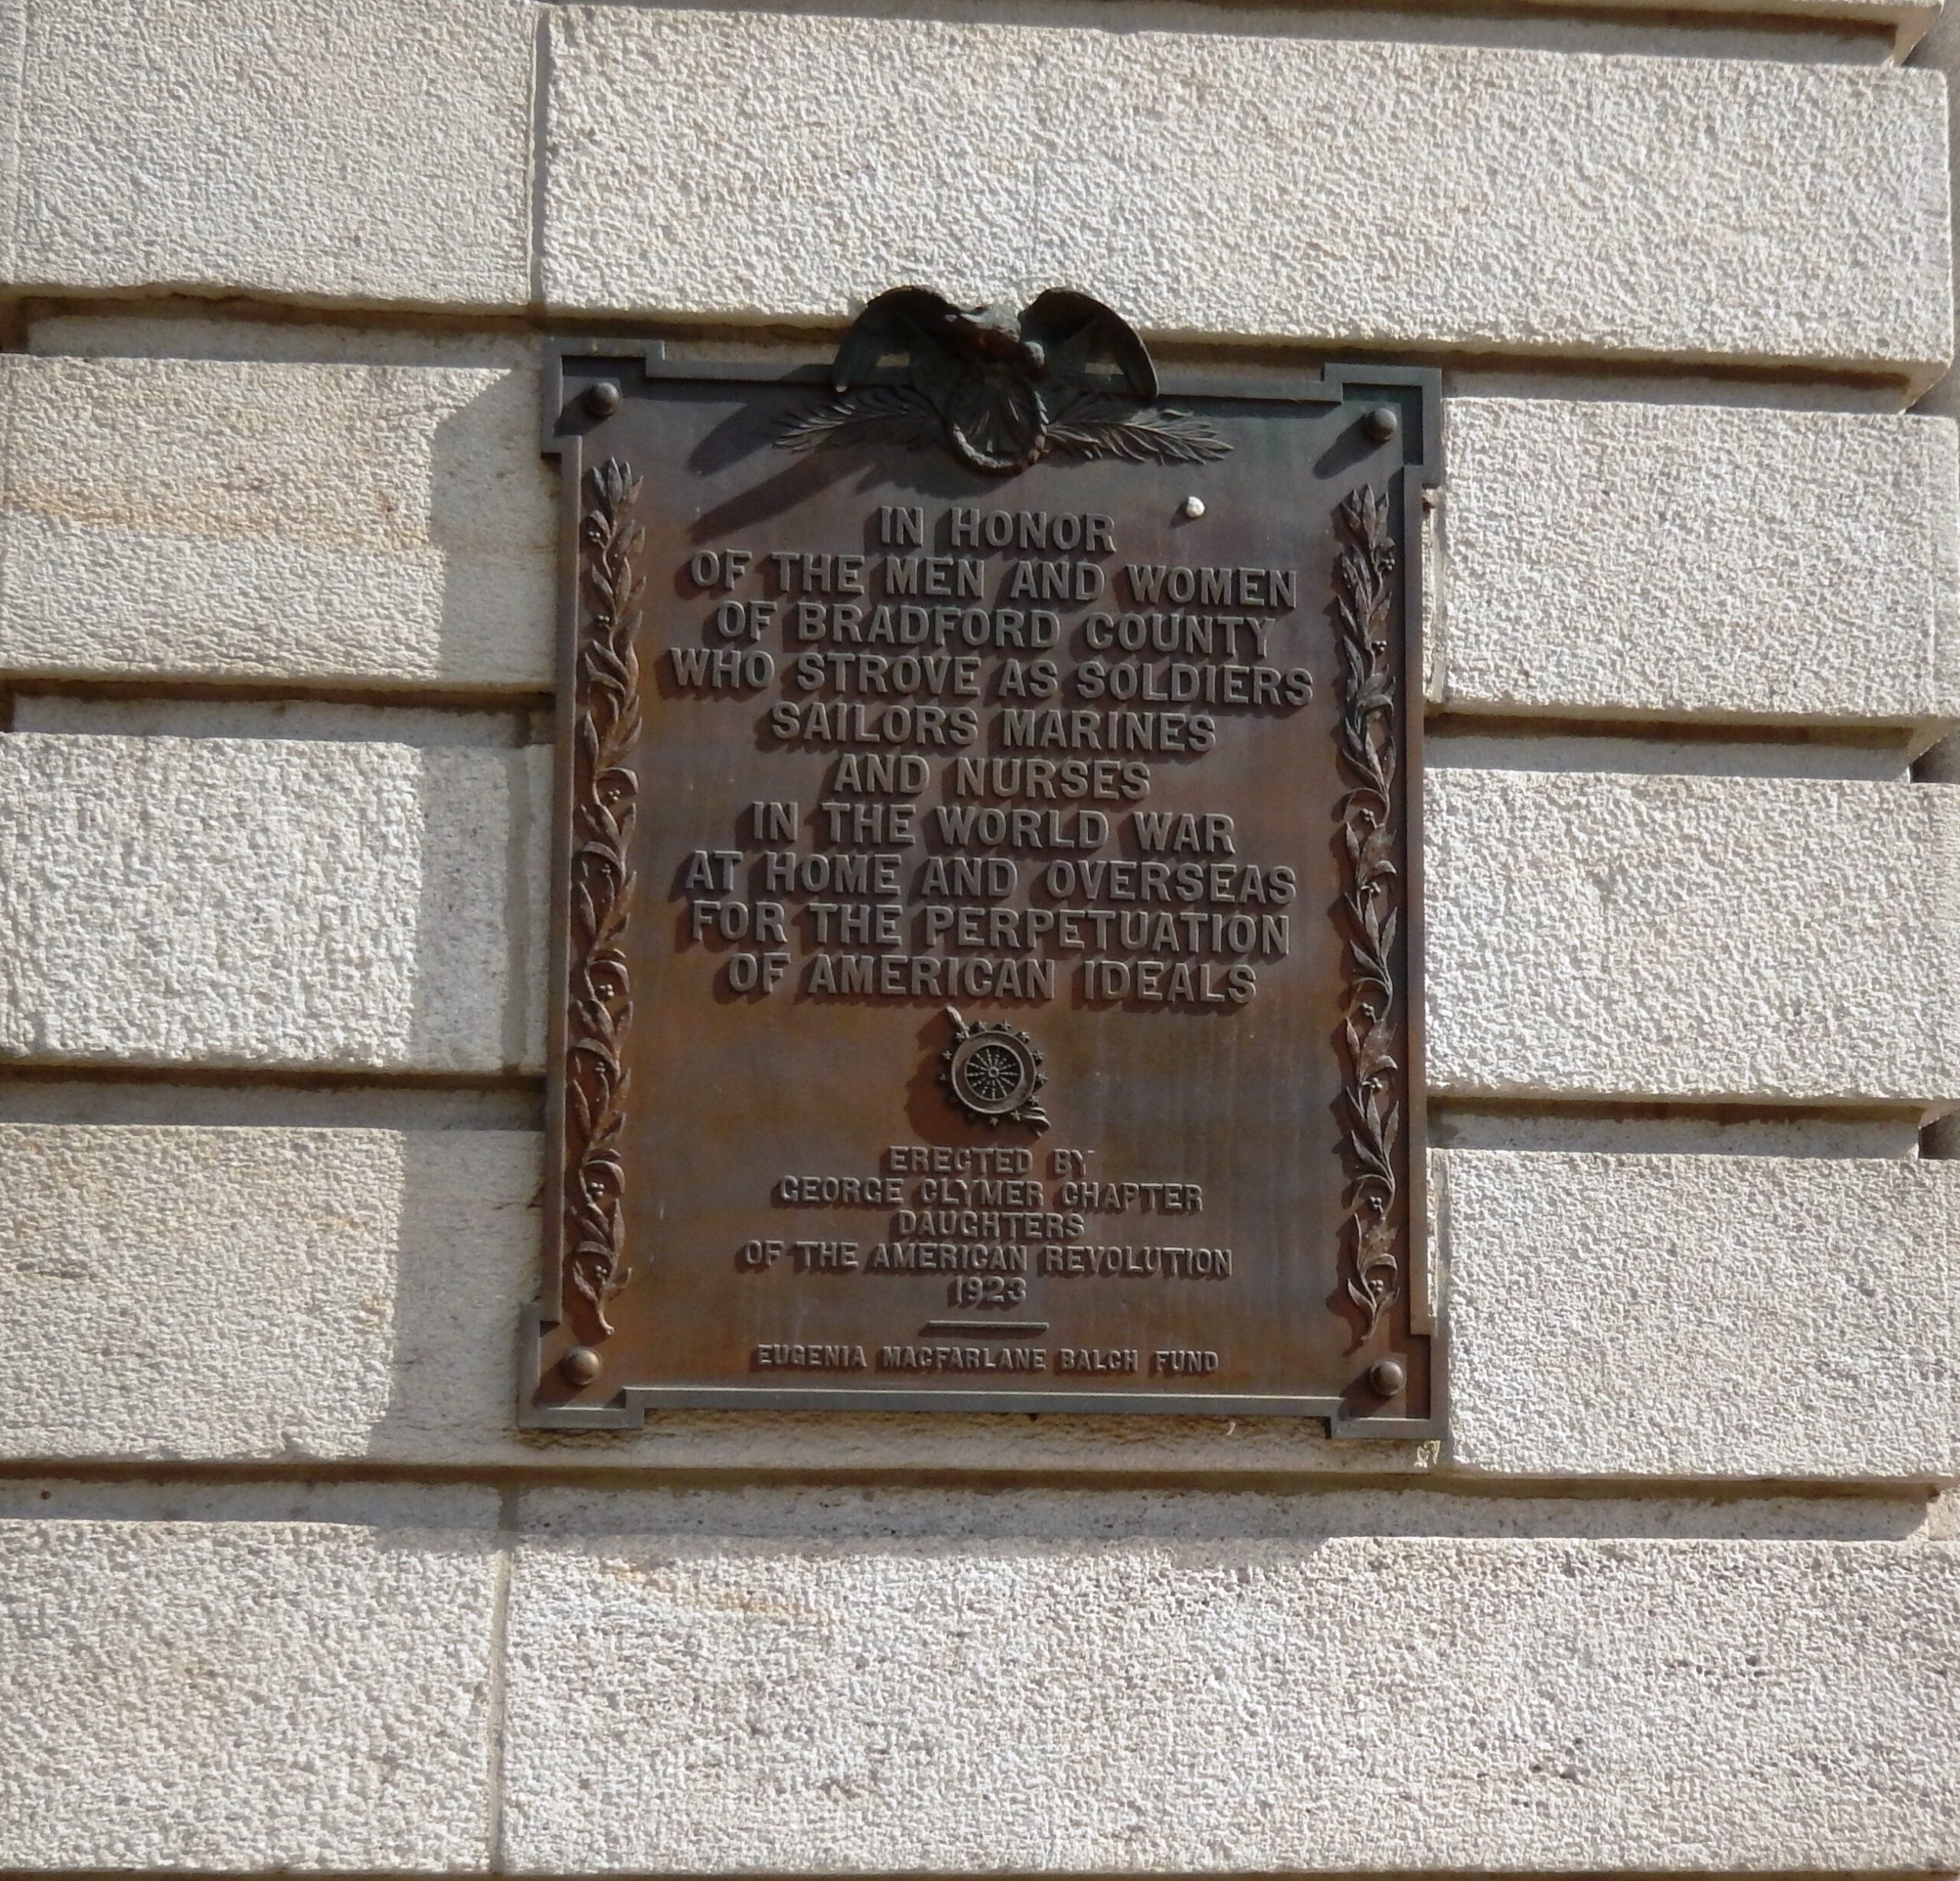 IN HONOR
OF THE MEN AND WOMEN
OF BRADFORD COUNTY
WHO STROVE AS SOLDIERS
SAILORS MARINES
AND NURSES
IN THE WORLD WAR
AT HOME AND OVERSEAS
FOR THE PERPETUATION
OF AMERICAN IDEALS
ERECTED BY
GEORGE CLYMER CHAPTER
DAUGHTERS
OF THE AMERICAN REVOLUTION
1923
EUGENIA MACFARLANE BALCH FUND